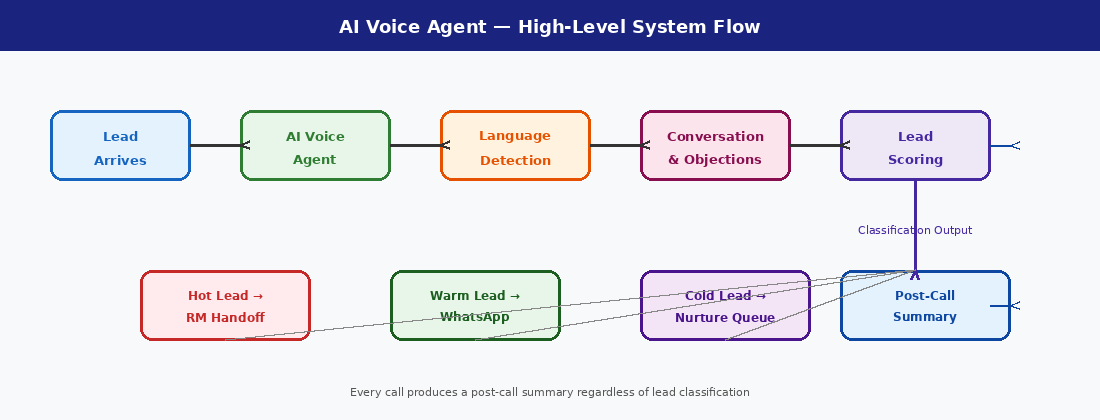 AI Voice Agent — High-Level System Flow
Lead
Arrives
AI Voice
Agent
Language
Detection
Conversation
& Objections
Lead
Scoring
Classification Output
Hot Lead →
RM Handoff
Warm Lead →
WhatsApp
Cold Lead →
Nurture Queue
Post-Call
Summary
Every call produces a post-call summary regardless of lead classification